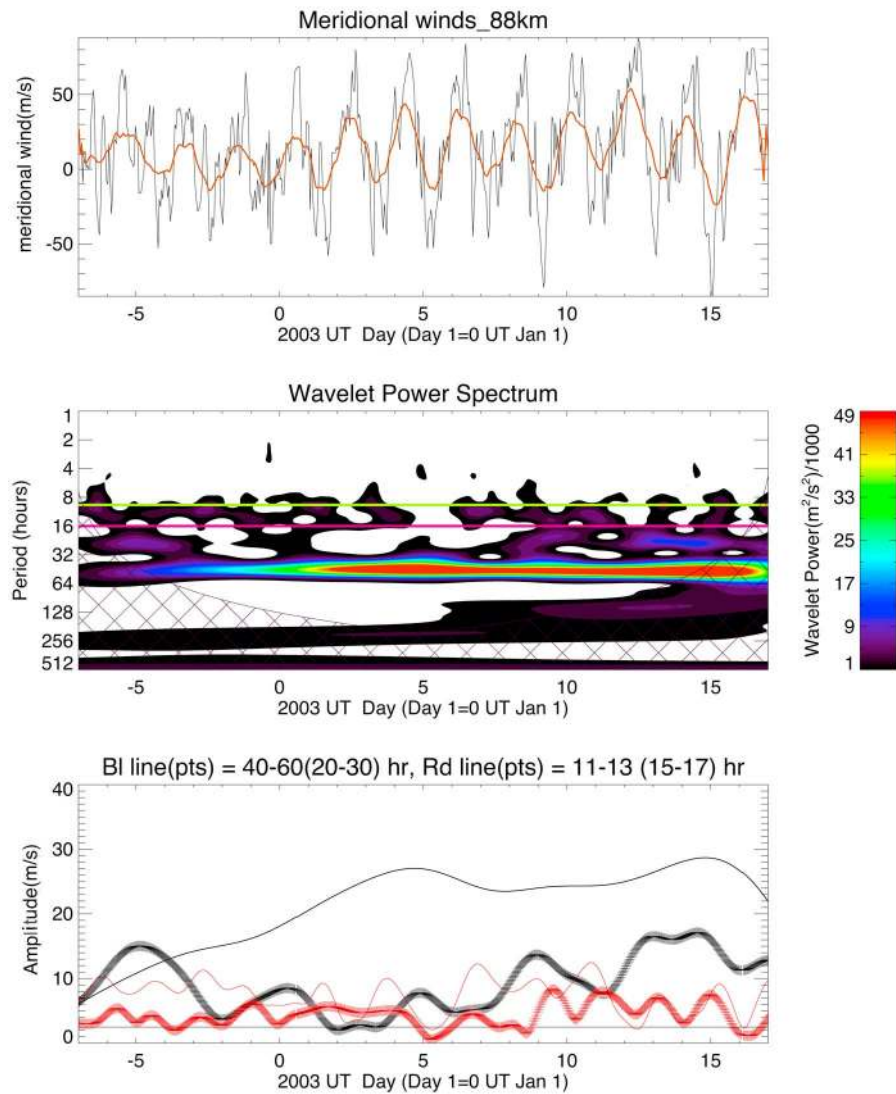 Meridional winds_88km
meridional wind(m/s)
50
0
-50
-5 0 5 10 15
2003 UT Day (Day 1=0 UT Jan 1)
Wavelet Power Spectrum
Period (hours)
1
2
4
8
16
32
64
128
256
512
-5 0 5 10 15
2003 UT Day (Day 1=0 UT Jan 1)
Wavelet Power(m²/s²)/1000
49
41
33
25
17
9
1
Bl line(pts) = 40-60(20-30) hr, Rd line(pts) = 11-13 (15-17) hr
Amplitude(m/s)
40
30
20
10
0
-5 0 5 10 15
2003 UT Day (Day 1=0 UT Jan 1)